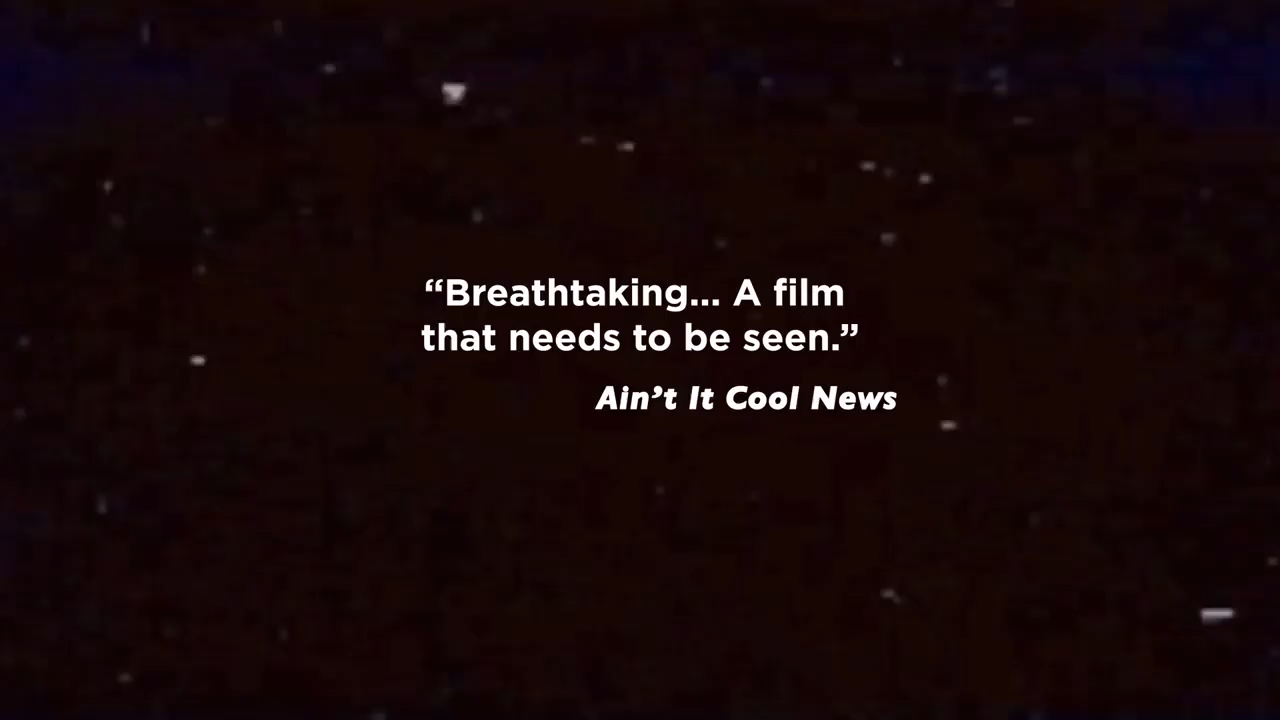 “Breathtaking... A film
that needs to be seen.”
Ain’t It Cool News